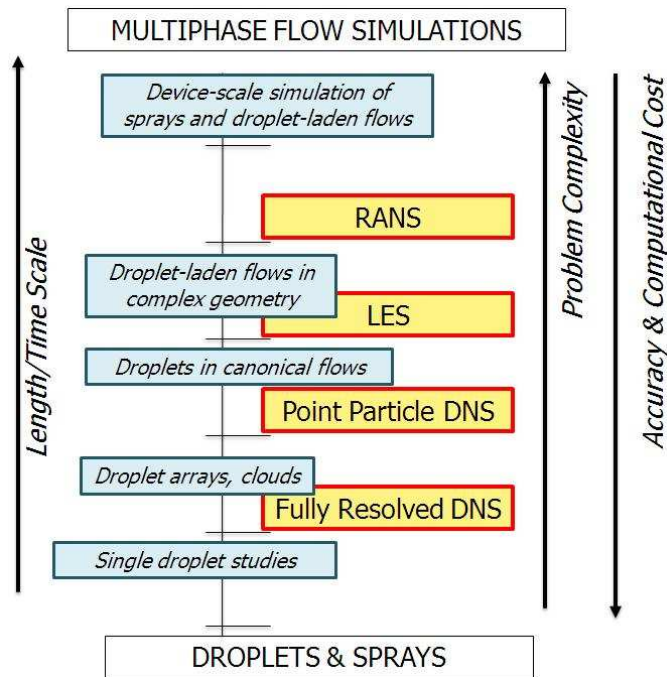 MULTIPHASE FLOW SIMULATIONS
Device-scale simulation of
sprays and droplet-laden flows
RANS
Droplet-laden flows in
complex geometry
LES
Droplets in canonical flows
Point Particle DNS
Droplet arrays, clouds
Fully Resolved DNS
Single droplet studies
DROPLETS & SPRAYS
Length/Time Scale
Problem Complexity
Accuracy & Computational Cost